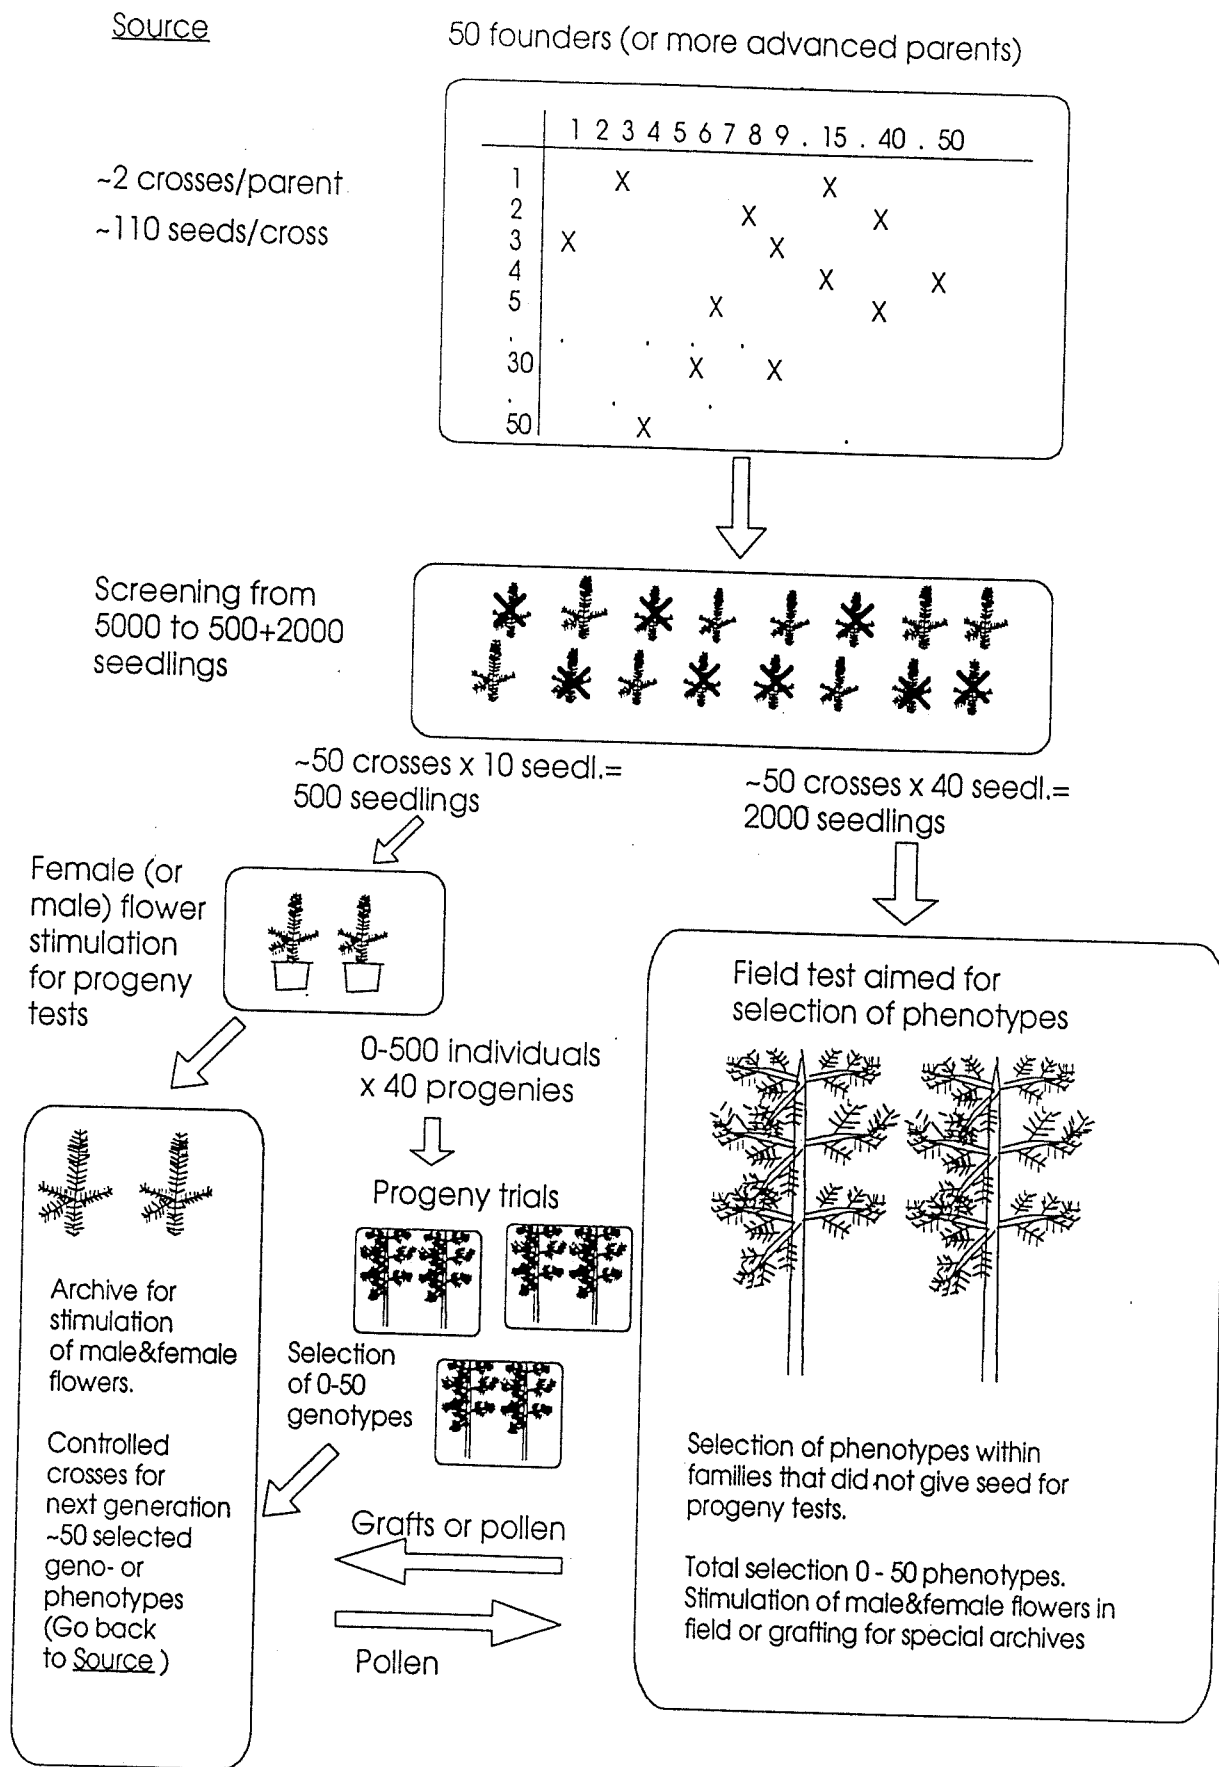 Source
50 founders (or more advanced parents)
~2 crosses/parent
~110 seeds/cross
1 2 3 4 5 6 7 8 9 . 15 . 40 . 50
1 X X
2 X X
3 X X
4 X X
5 X X
. . . . .
30 X X
. . .
50 X .
Screening from
5000 to 500+2000
seedlings
~50 crosses x 10 seedl.=
500 seedlings
~50 crosses x 40 seedl.=
2000 seedlings
Female (or
male) flower
stimulation
for progeny
tests
0-500 individuals
x 40 progenies
Progeny trials
Selection
of 0-50
genotypes
Archive for
stimulation
of male&female
flowers.
Controlled
crosses for
next generation
~50 selected
geno- or
phenotypes
(Go back
to Source )
Grafts or pollen
Pollen
Field test aimed for
selection of phenotypes
Selection of phenotypes within
families that did not give seed for
progeny tests.
Total selection 0 - 50 phenotypes.
Stimulation of male&female flowers in
field or grafting for special archives